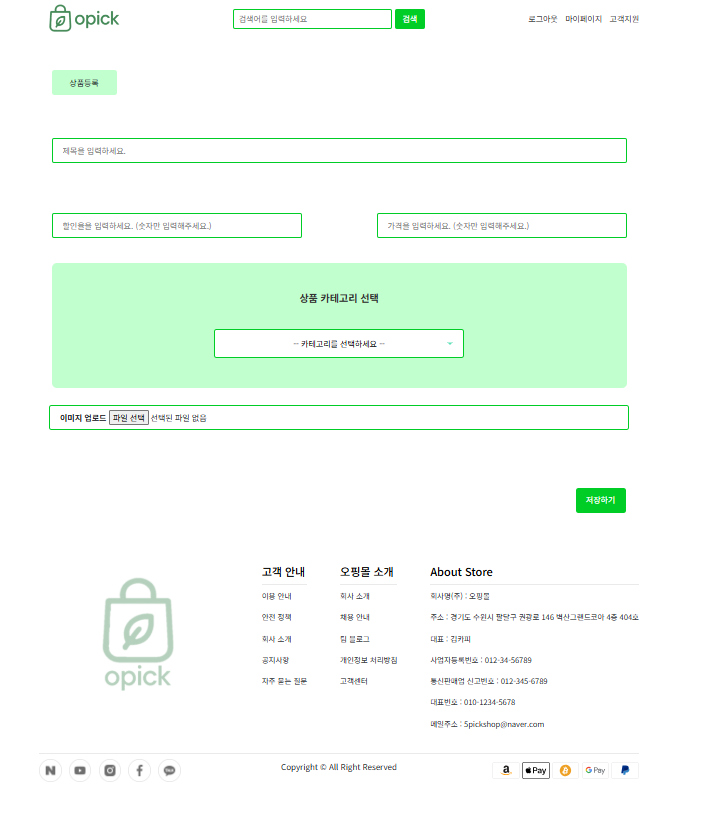 opick
검색어를 입력하세요
검색
로그아웃 마이페이지 고객지원
상품등록
제목을 입력하세요.
할인율을 입력하세요. (숫자만 입력해주세요.)
가격을 입력하세요. (숫자만 입력해주세요.)
상품 카테고리 선택
-- 카테고리를 선택하세요 --
이미지 업로드 파일 선택 선택된 파일 없음
저장하기
opick
고객 안내
이용 안내
안전 정책
회사 소개
공지사항
자주 묻는 질문
오핑몰 소개
회사 소개
채용 안내
팀 블로그
개인정보 처리방침
고객센터
About Store
회사명(주) : 오핑몰
주소 : 경기도 수원시 팔달구 권광로 146 벽산그랜드코아 4층 404호
대표 : 김카피
사업자등록번호 : 012-34-56789
통신판매업 신고번호 : 012-345-6789
대표번호 : 010-1234-5678
메일주소 : 5pickshop@naver.com
N
f
TALK
Copyright © All Right Reserved
a
Pay
G Pay